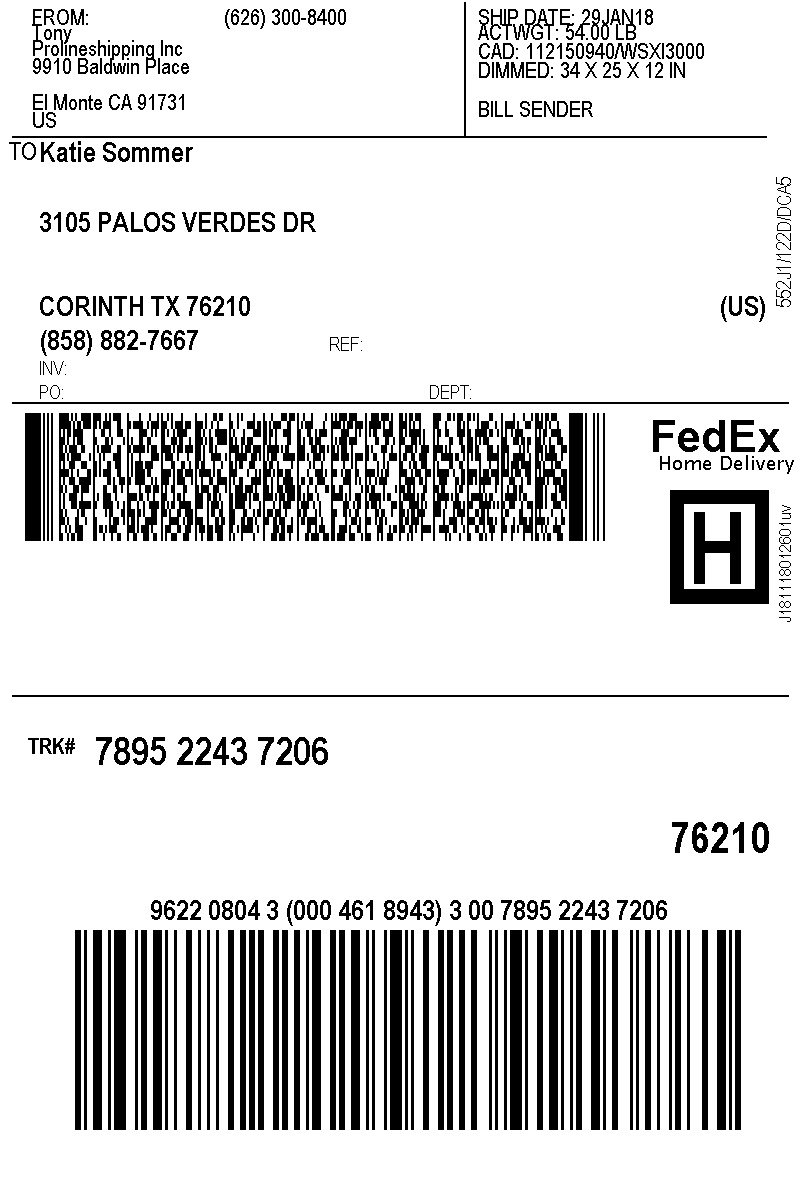 FROM: (626) 300-8400
Tony
Prolineshipping Inc
9910 Baldwin Place
El Monte CA 91731
US
SHIP DATE: 29JAN18
ACTWGT: 54.00 LB
CAD: 112150940/WSXI3000
DIMMED: 34 X 25 X 12 IN
BILL SENDER
TO Katie Sommer
3105 PALOS VERDES DR
CORINTH TX 76210 (US)
(858) 882-7667 REF:
INV:
PO: DEPT:
552J1/122D/DCA5
FedEx
Home Delivery
H
J181118012601uv
TRK# 7895 2243 7206
76210
9622 0804 3 (000 461 8943) 3 00 7895 2243 7206